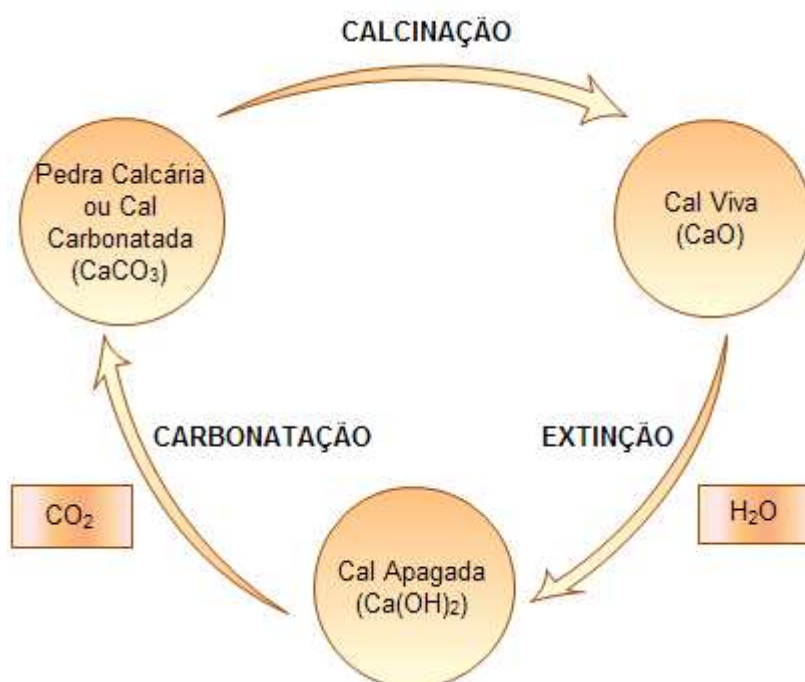 CALCINAÇÃO
Pedra Calcária
ou Cal
Carbonatada
(CaCO₃)
Cal Viva
(CaO)
CARBONATAÇÃO
EXTINÇÃO
CO₂
H₂O
Cal Apagada
(Ca(OH)₂)